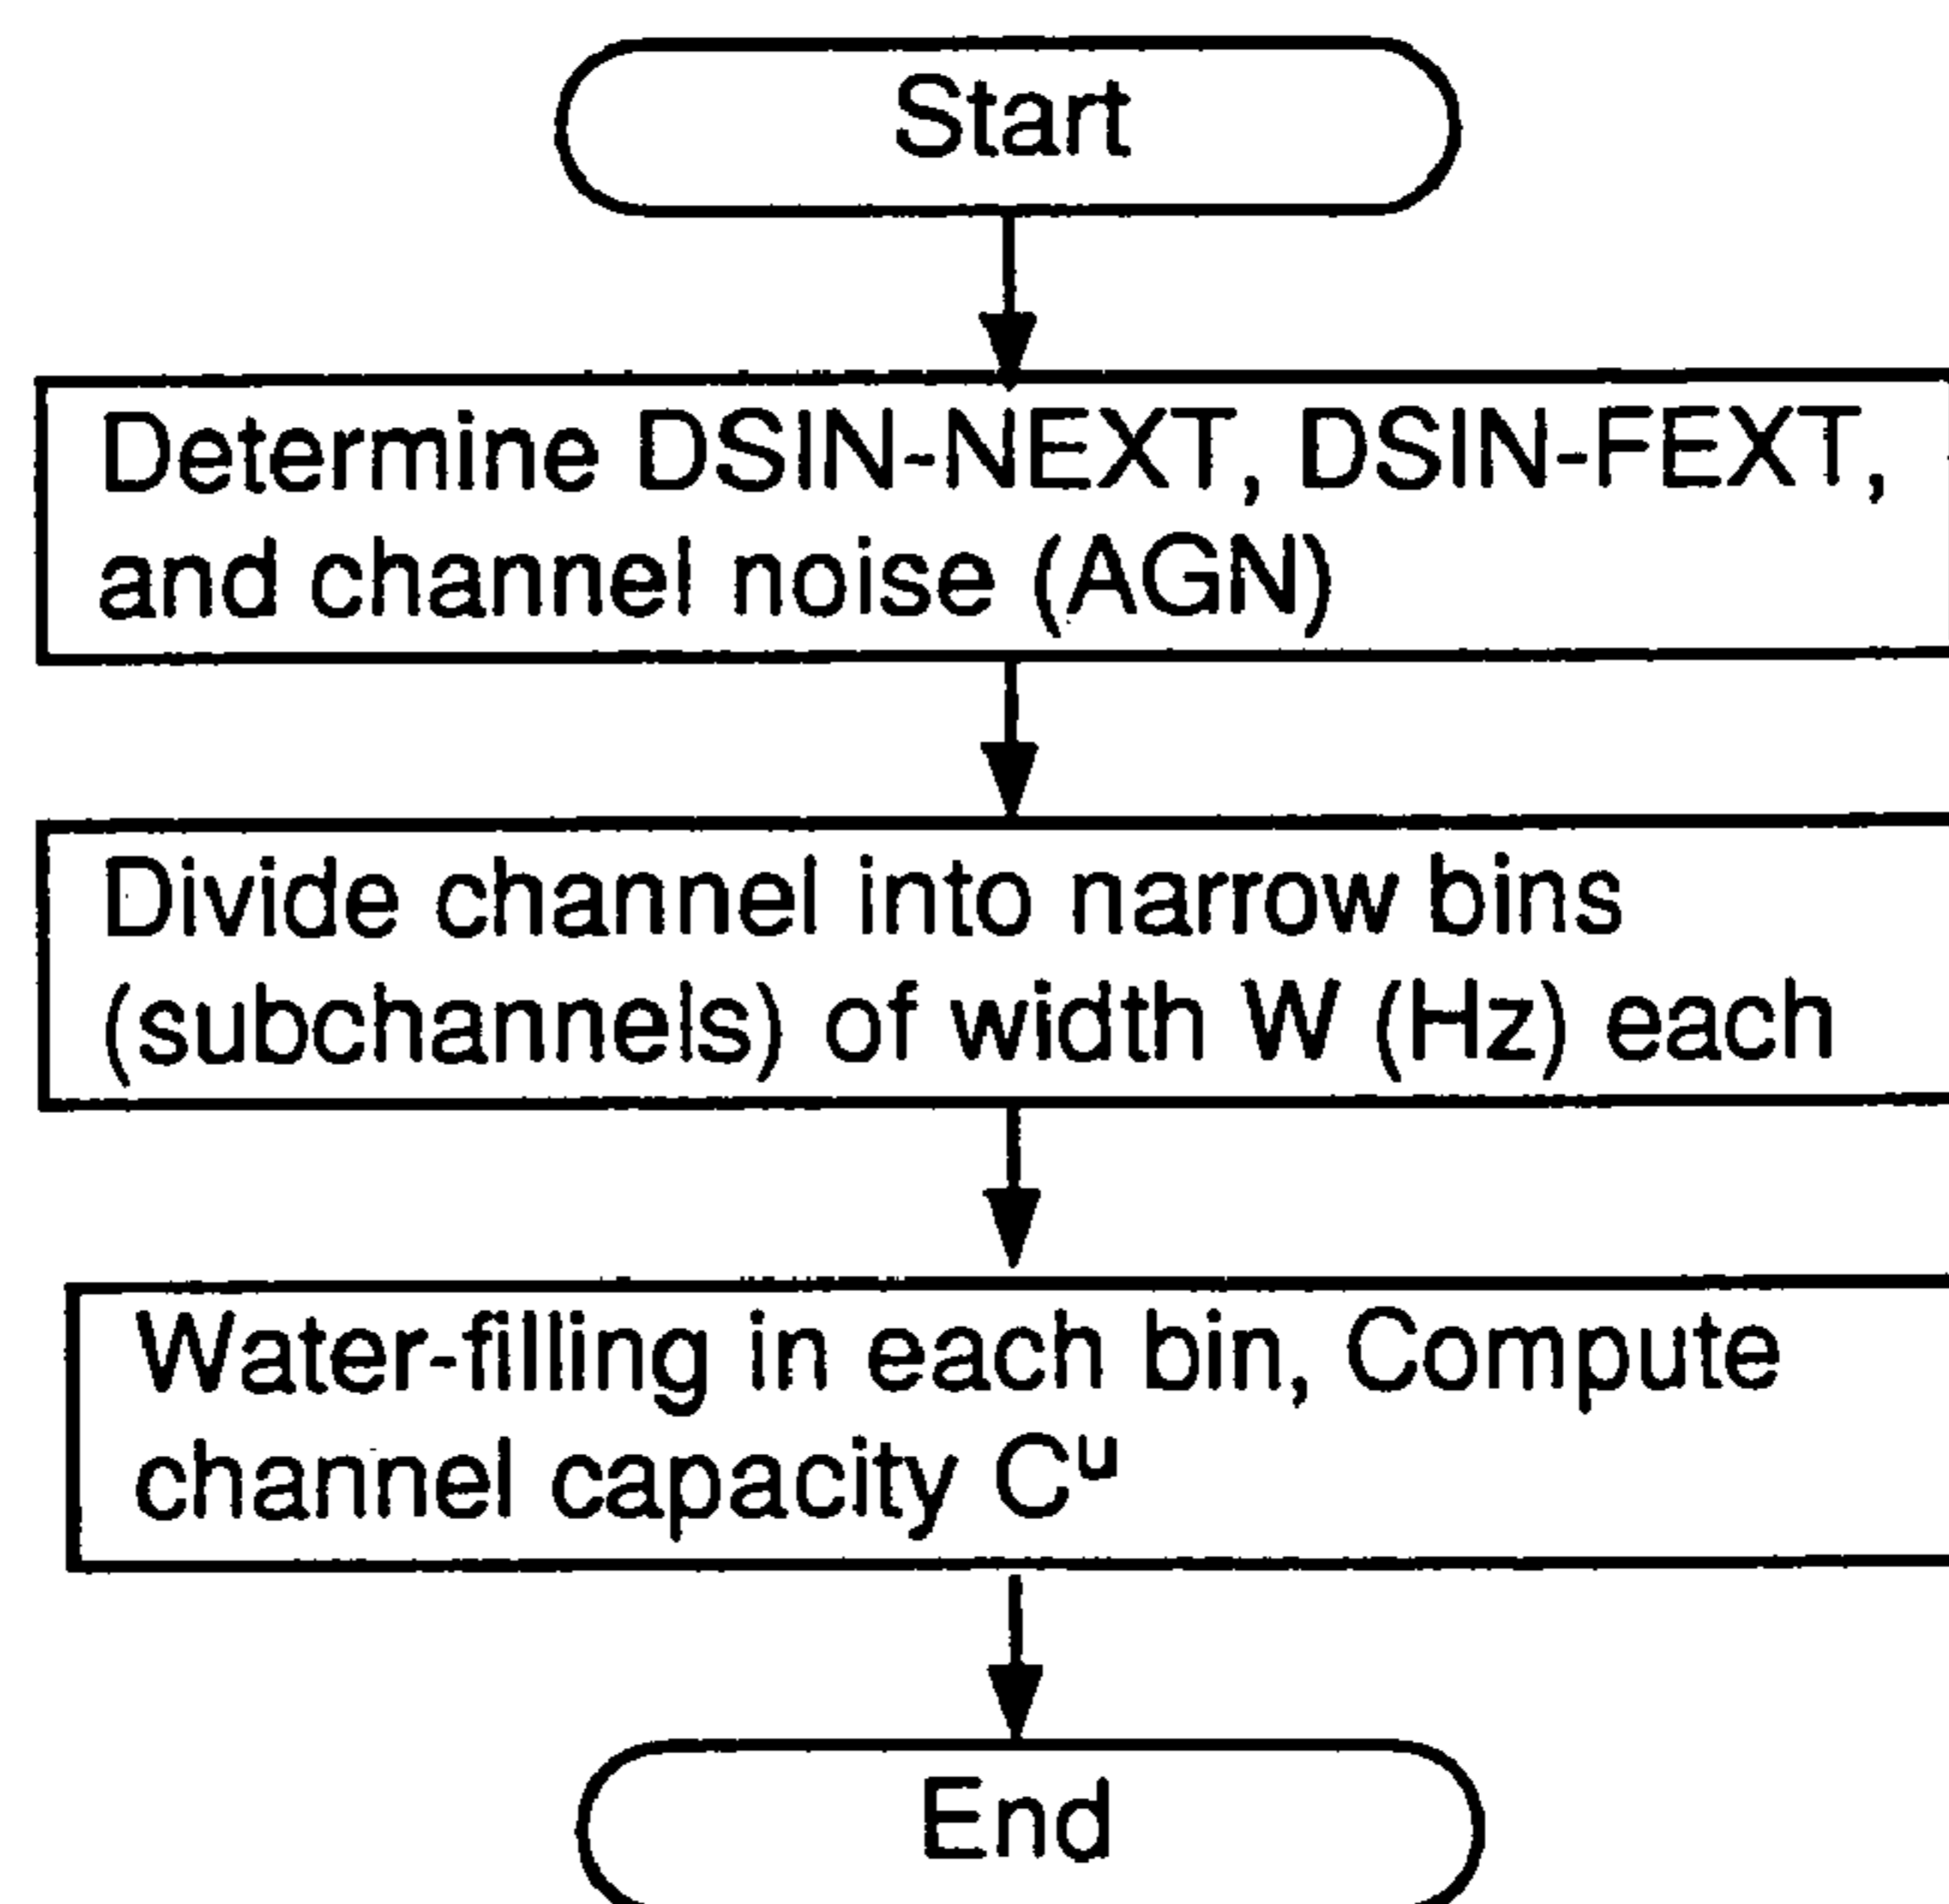 Start
Determine DSIN-NEXT, DSIN-FEXT,
and channel noise (AGN)
Divide channel into narrow bins
(subchannels) of width W (Hz) each
Water-filling in each bin, Compute
channel capacity Cᵘ
End